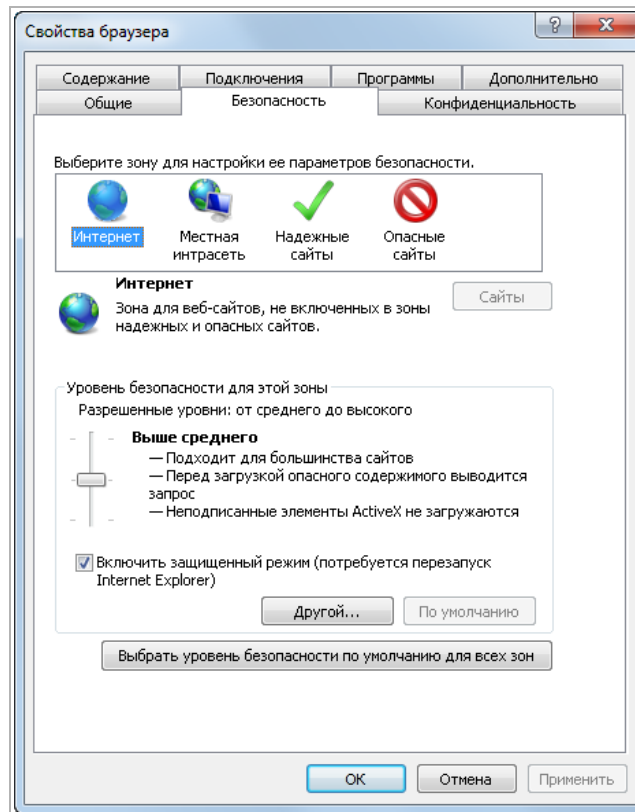 Свойства браузера
Содержание Подключения Программы Дополнительно
Общие Безопасность Конфиденциальность
Выберите зону для настройки ее параметров безопасности.
Интернет Местная интрасеть Надежные сайты Опасные сайты
Интернет
Сайты
Зона для веб-сайтов, не включенных в зоны
надежных и опасных сайтов.
Уровень безопасности для этой зоны
Разрешенные уровни: от среднего до высокого
Выше среднего
— Подходит для большинства сайтов
— Перед загрузкой опасного содержимого выводится
запрос
— Неподписанные элементы ActiveX не загружаются
Включить защищенный режим (потребуется перезапуск
Internet Explorer)
Другой... По умолчанию
Выбрать уровень безопасности по умолчанию для всех зон
ОК Отмена Применить